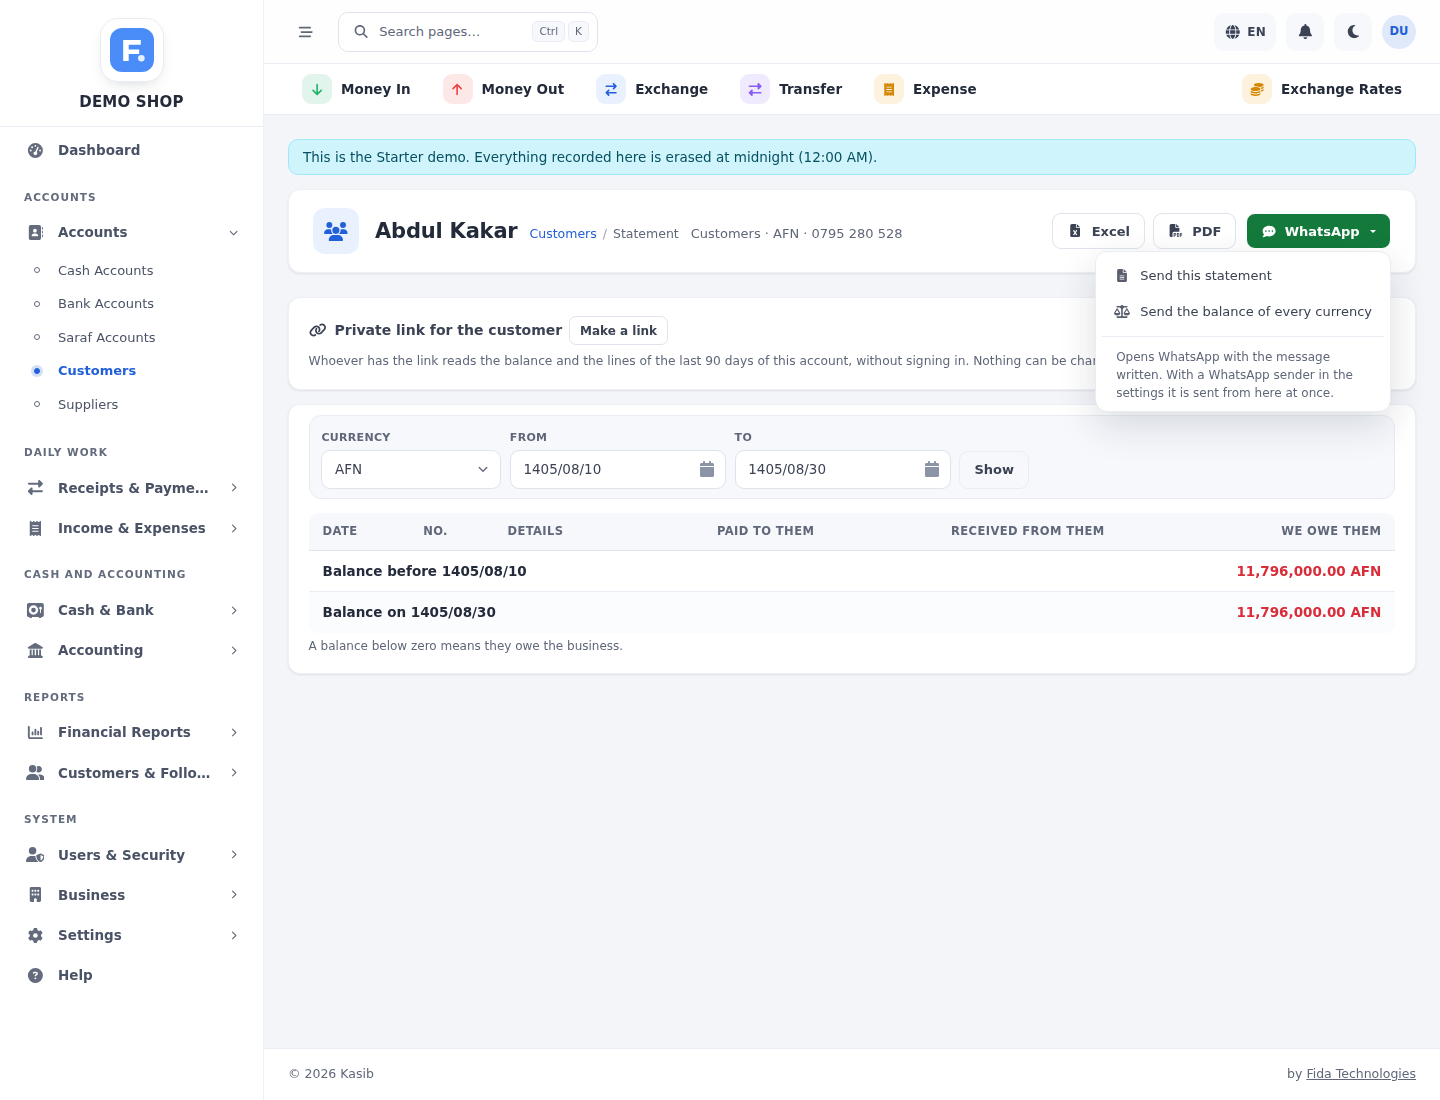 F.
DEMO SHOP
Dashboard
ACCOUNTS
Accounts
Cash Accounts
Bank Accounts
Saraf Accounts
Customers
Suppliers
DAILY WORK
Receipts & Payme...
Income & Expenses
CASH AND ACCOUNTING
Cash & Bank
Accounting
REPORTS
Financial Reports
Customers & Follo...
SYSTEM
Users & Security
Business
Settings
Help
Search pages... Ctrl K
EN
DU
Money In
Money Out
Exchange
Transfer
Expense
Exchange Rates
This is the Starter demo. Everything recorded here is erased at midnight (12:00 AM).
Abdul Kakar Customers / Statement Customers · AFN · 0795 280 528
Excel
PDF
WhatsApp
Send this statement
Send the balance of every currency
Opens WhatsApp with the message
written. With a WhatsApp sender in the
settings it is sent from here at once.
Private link for the customer Make a link
Whoever has the link reads the balance and the lines of the last 90 days of this account, without signing in. Nothing can be
CURRENCY FROM TO
AFN 1405/08/10 1405/08/30 Show
DATE NO. DETAILS PAID TO THEM RECEIVED FROM THEM WE OWE THEM
Balance before 1405/08/10 11,796,000.00 AFN
Balance on 1405/08/30 11,796,000.00 AFN
A balance below zero means they owe the business.
© 2026 Kasib
by Fida Technologies